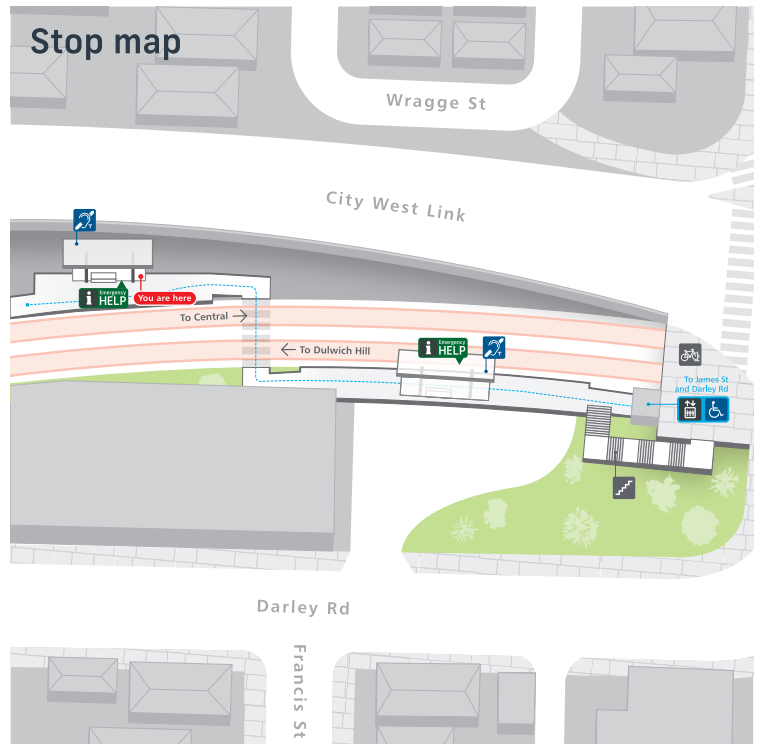 Stop map
Wragge St
City West Link
T
Emergency
i HELP
You are here
To Central
To Dulwich Hill
Emergency
i HELP
T
To James St
and Darley Rd
Darley Rd
Francis St